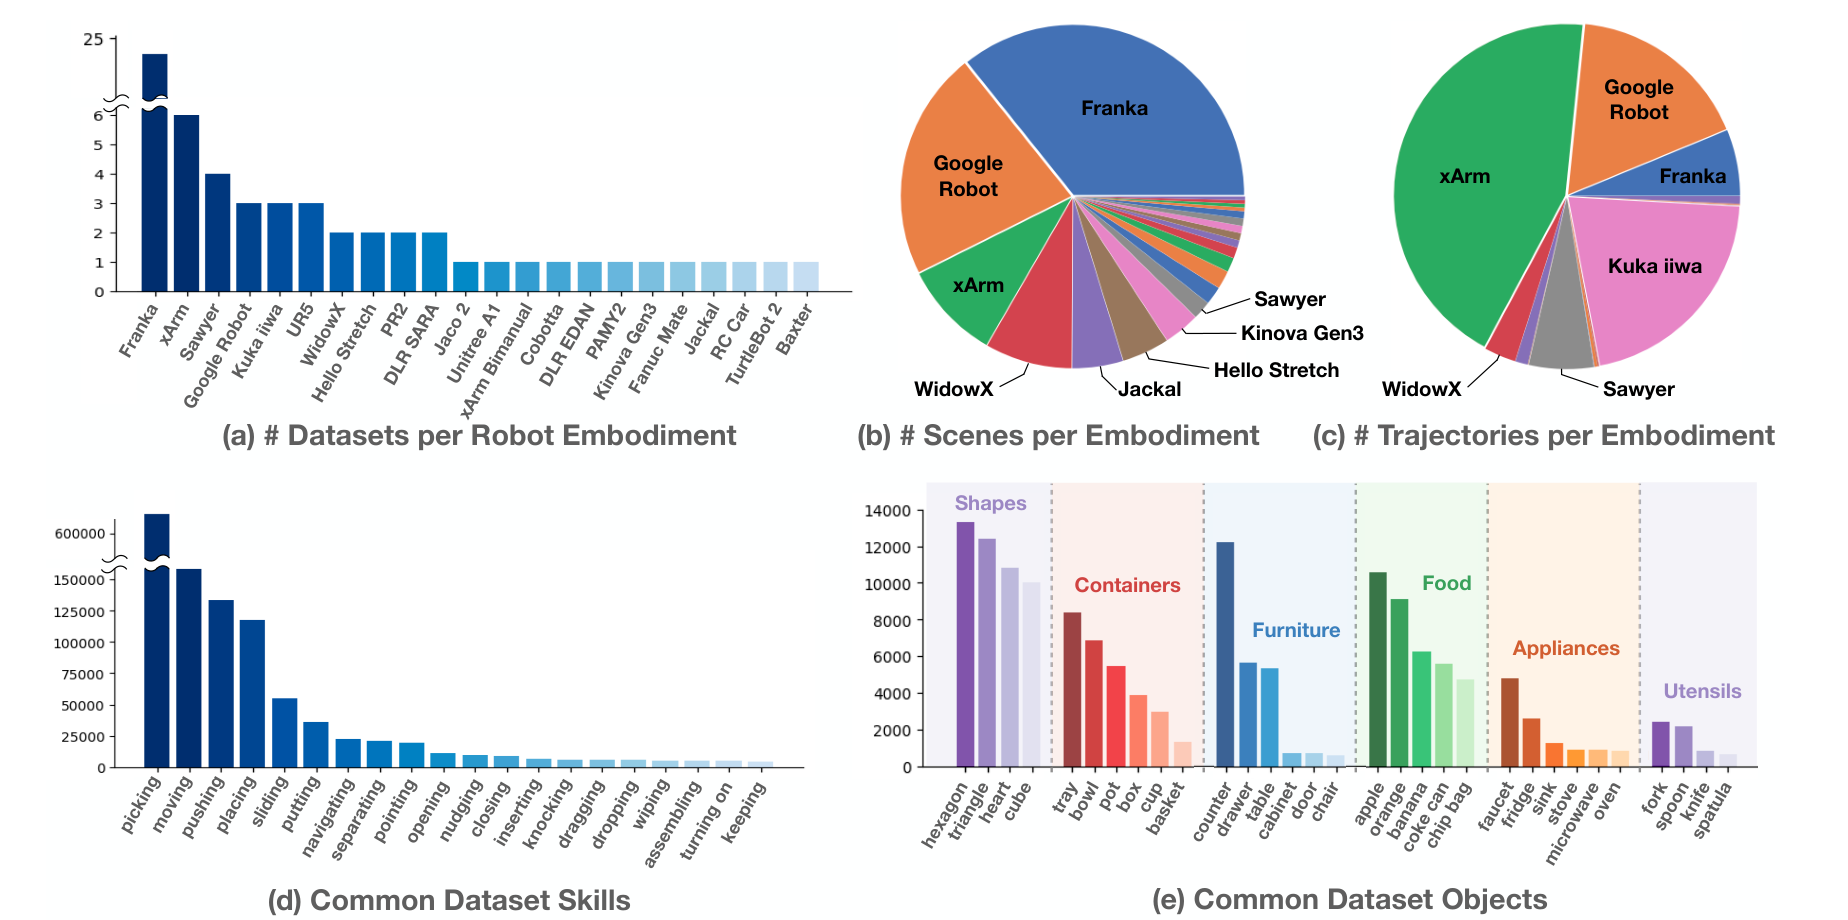 25
6
5
4
3
2
1
0
Franka
xArm
Sawyer
Google Robot
Kuka iiwa
UR5
WidowX
Hello Stretch
PR2
DLR SARA
Jaco 2
Unitree A1
xArm Bimanual
Cobotta
DLR EDAN
PAMY2
Kinova Gen3
Fanuc Mate
Jackal
RC Car
TurtleBot 2
Baxter
(a) # Datasets per Robot Embodiment
Franka
Google
Robot
xArm
WidowX
Jackal
Hello Stretch
Kinova Gen3
Sawyer
(b) # Scenes per Embodiment
xArm
Google
Robot
Franka
Kuka iiwa
WidowX
Sawyer
(c) # Trajectories per Embodiment
600000
150000
125000
100000
75000
50000
25000
0
picking
moving
pushing
placing
sliding
putting
navigating
separating
pointing
opening
nudging
closing
inserting
knocking
dragging
dropping
wiping
assembling
turning on
keeping
(d) Common Dataset Skills
14000
12000
10000
8000
6000
4000
2000
0
Shapes
Containers
Furniture
Food
Appliances
Utensils
hexagon
triangle
heart
cube
tray
bowl
pot
box
cup
basket
counter
drawer
table
cabinet
door
chair
apple
orange
banana
coke can
chip bag
faucet
fridge
sink
stove
microwave
oven
fork
spoon
knife
spatula
(e) Common Dataset Objects